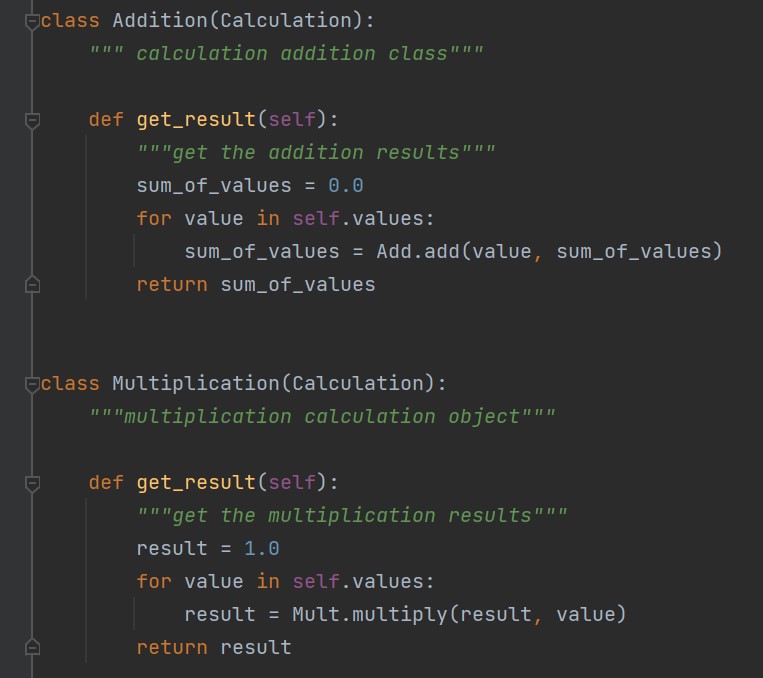 class Addition(Calculation):
    """ calculation addition class"""
    def get_result(self):
        """get the addition results"""
        sum_of_values = 0.0
        for value in self.values:
            sum_of_values = Add.add(value, sum_of_values)
        return sum_of_values
class Multiplication(Calculation):
    """multiplication calculation object"""
    def get_result(self):
        """get the multiplication results"""
        result = 1.0
        for value in self.values:
            result = Mult.multiply(result, value)
        return result